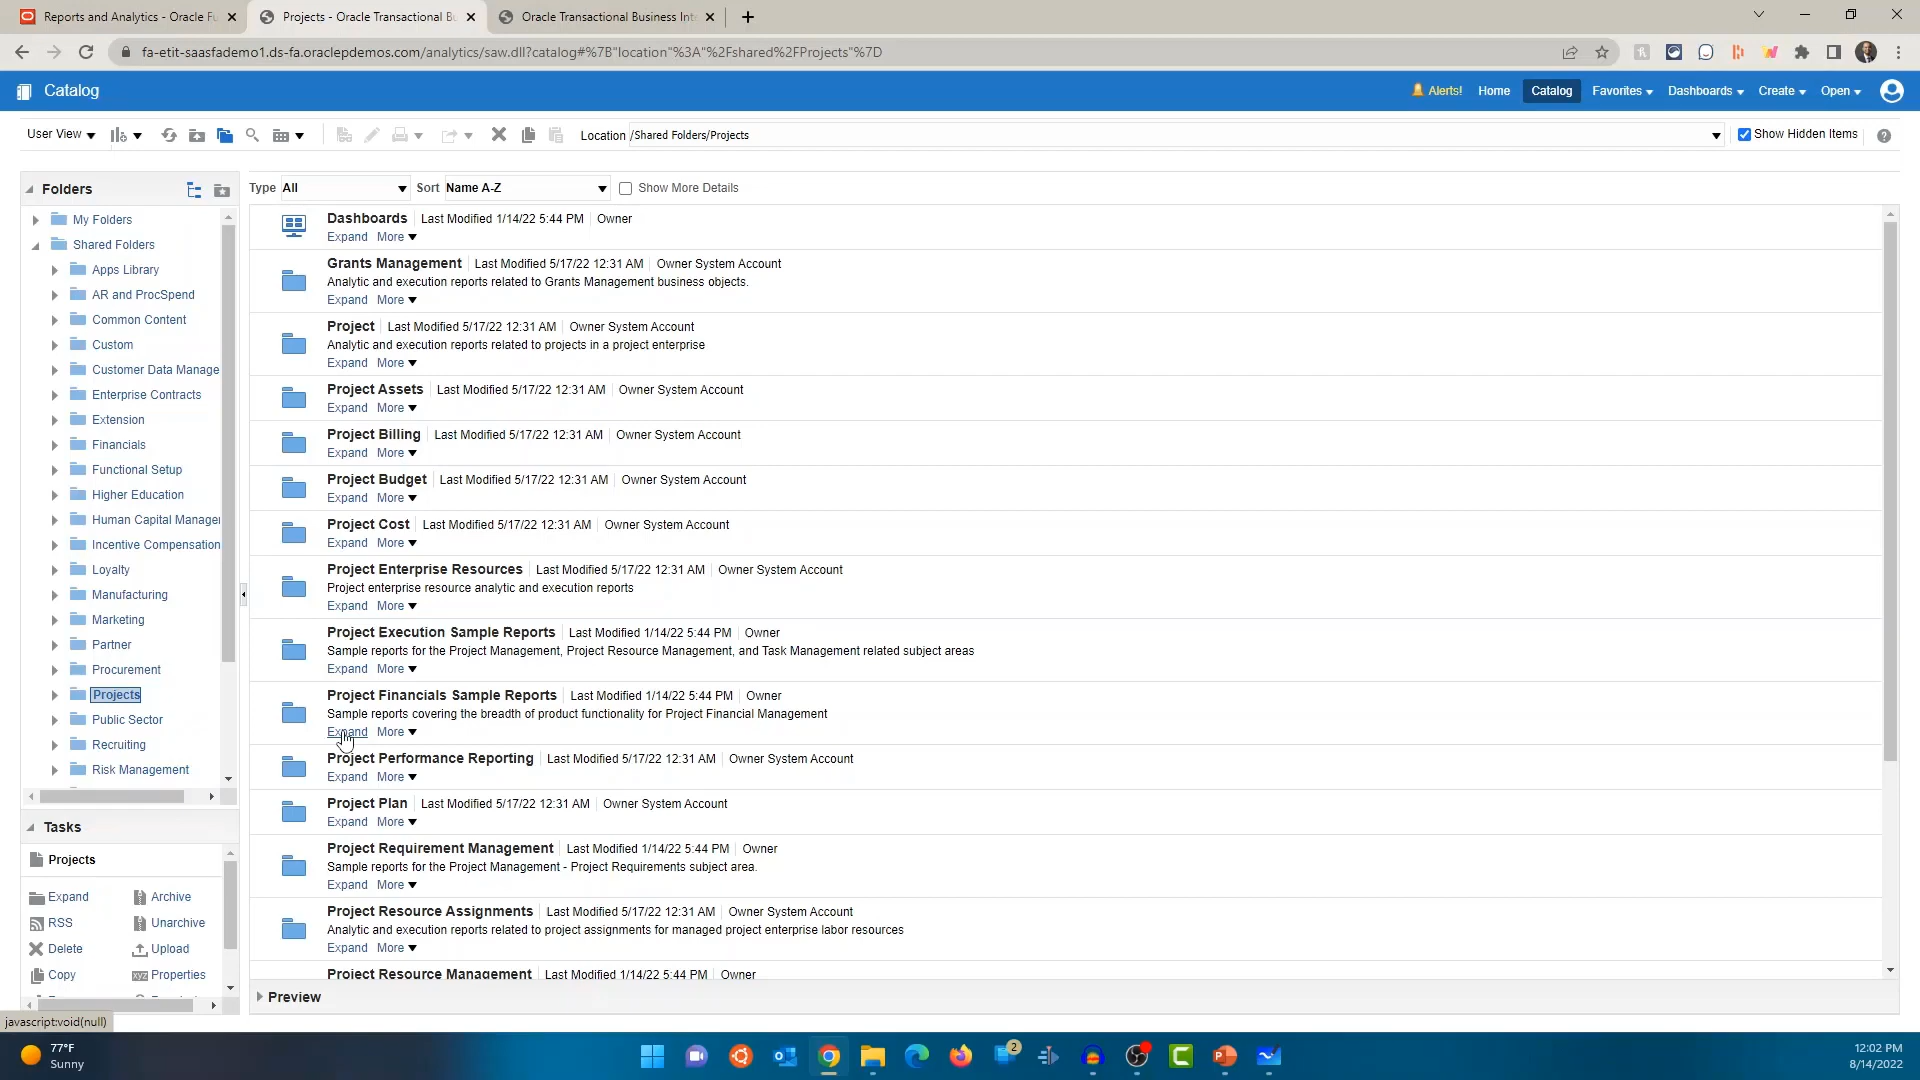 Reports and Analytics - Oracle Fu
Projects - Oracle Transactional Bu
Oracle Transactional Business Inte
fa-etit-saasfademo1.ds-fa.oraclepdemos.com/analytics/saw.dll?catalog#%7B"location"%3A"%2Fshared%2FProjects"%7D
Catalog
Alerts! Home Catalog Favorites Dashboards Create Open
User View
Location /Shared Folders/Projects
Show Hidden Items
Folders
My Folders
Shared Folders
Apps Library
AR and ProcSpend
Common Content
Custom
Customer Data Manage
Enterprise Contracts
Extension
Financials
Functional Setup
Higher Education
Human Capital Manage
Incentive Compensation
Loyalty
Manufacturing
Marketing
Partner
Procurement
Projects
Public Sector
Recruiting
Risk Management
Tasks
Projects
Expand Archive
RSS Unarchive
Delete Upload
Copy xyz Properties
Type All Sort Name A-Z Show More Details
Dashboards Last Modified 1/14/22 5:44 PM Owner
Expand More
Grants Management Last Modified 5/17/22 12:31 AM Owner System Account
Analytic and execution reports related to Grants Management business objects.
Expand More
Project Last Modified 5/17/22 12:31 AM Owner System Account
Analytic and execution reports related to projects in a project enterprise
Expand More
Project Assets Last Modified 5/17/22 12:31 AM Owner System Account
Expand More
Project Billing Last Modified 5/17/22 12:31 AM Owner System Account
Expand More
Project Budget Last Modified 5/17/22 12:31 AM Owner System Account
Expand More
Project Cost Last Modified 5/17/22 12:31 AM Owner System Account
Expand More
Project Enterprise Resources Last Modified 5/17/22 12:31 AM Owner System Account
Project enterprise resource analytic and execution reports
Expand More
Project Execution Sample Reports Last Modified 1/14/22 5:44 PM Owner
Sample reports for the Project Management, Project Resource Management, and Task Management related subject areas
Expand More
Project Financials Sample Reports Last Modified 1/14/22 5:44 PM Owner
Sample reports covering the breadth of product functionality for Project Financial Management
Expand More
Project Performance Reporting Last Modified 5/17/22 12:31 AM Owner System Account
Expand More
Project Plan Last Modified 5/17/22 12:31 AM Owner System Account
Expand More
Project Requirement Management Last Modified 1/14/22 5:44 PM Owner
Sample reports for the Project Management - Project Requirements subject area.
Expand More
Project Resource Assignments Last Modified 5/17/22 12:31 AM Owner System Account
Analytic and execution reports related to project assignments for managed project enterprise labor resources
Expand More
Project Resource Management Last Modified 1/14/22 5:44 PM Owner
Preview
javascript:void(null)
77°F
Sunny
2
12:02 PM
8/14/2022